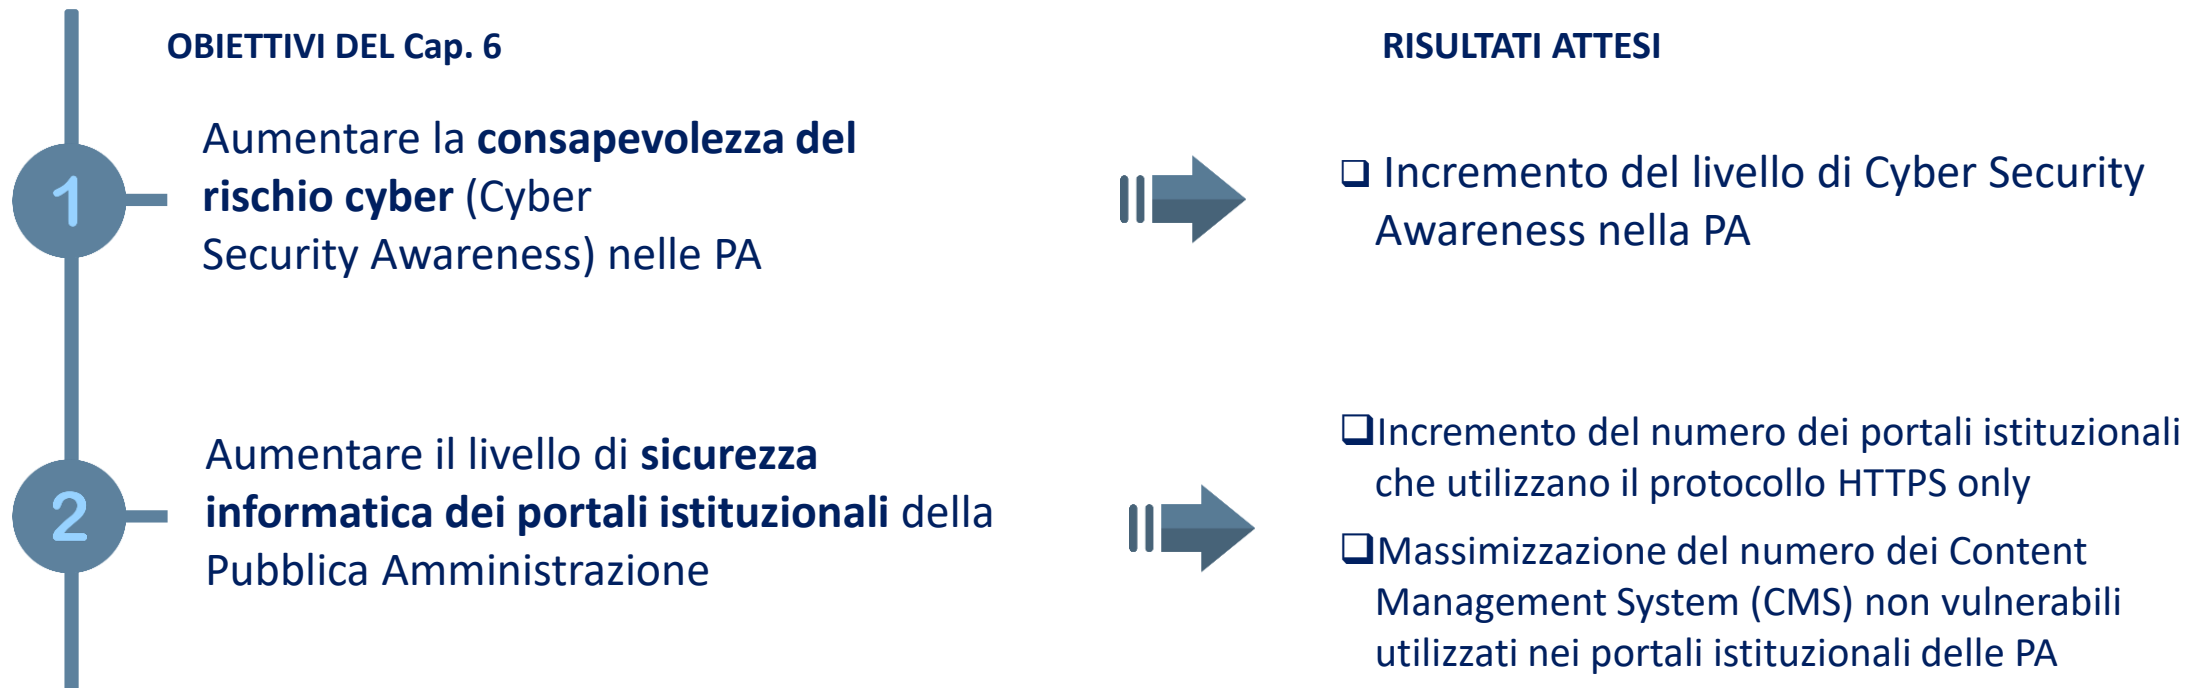 OBIETTIVI DEL Cap. 6
RISULTATI ATTESI
1
Aumentare la consapevolezza del
rischio cyber (Cyber
Security Awareness) nelle PA
❑ Incremento del livello di Cyber Security
Awareness nella PA
2
Aumentare il livello di sicurezza
informatica dei portali istituzionali della
Pubblica Amministrazione
❑Incremento del numero dei portali istituzionali
che utilizzano il protocollo HTTPS only
❑Massimizzazione del numero dei Content
Management System (CMS) non vulnerabili
utilizzati nei portali istituzionali delle PA